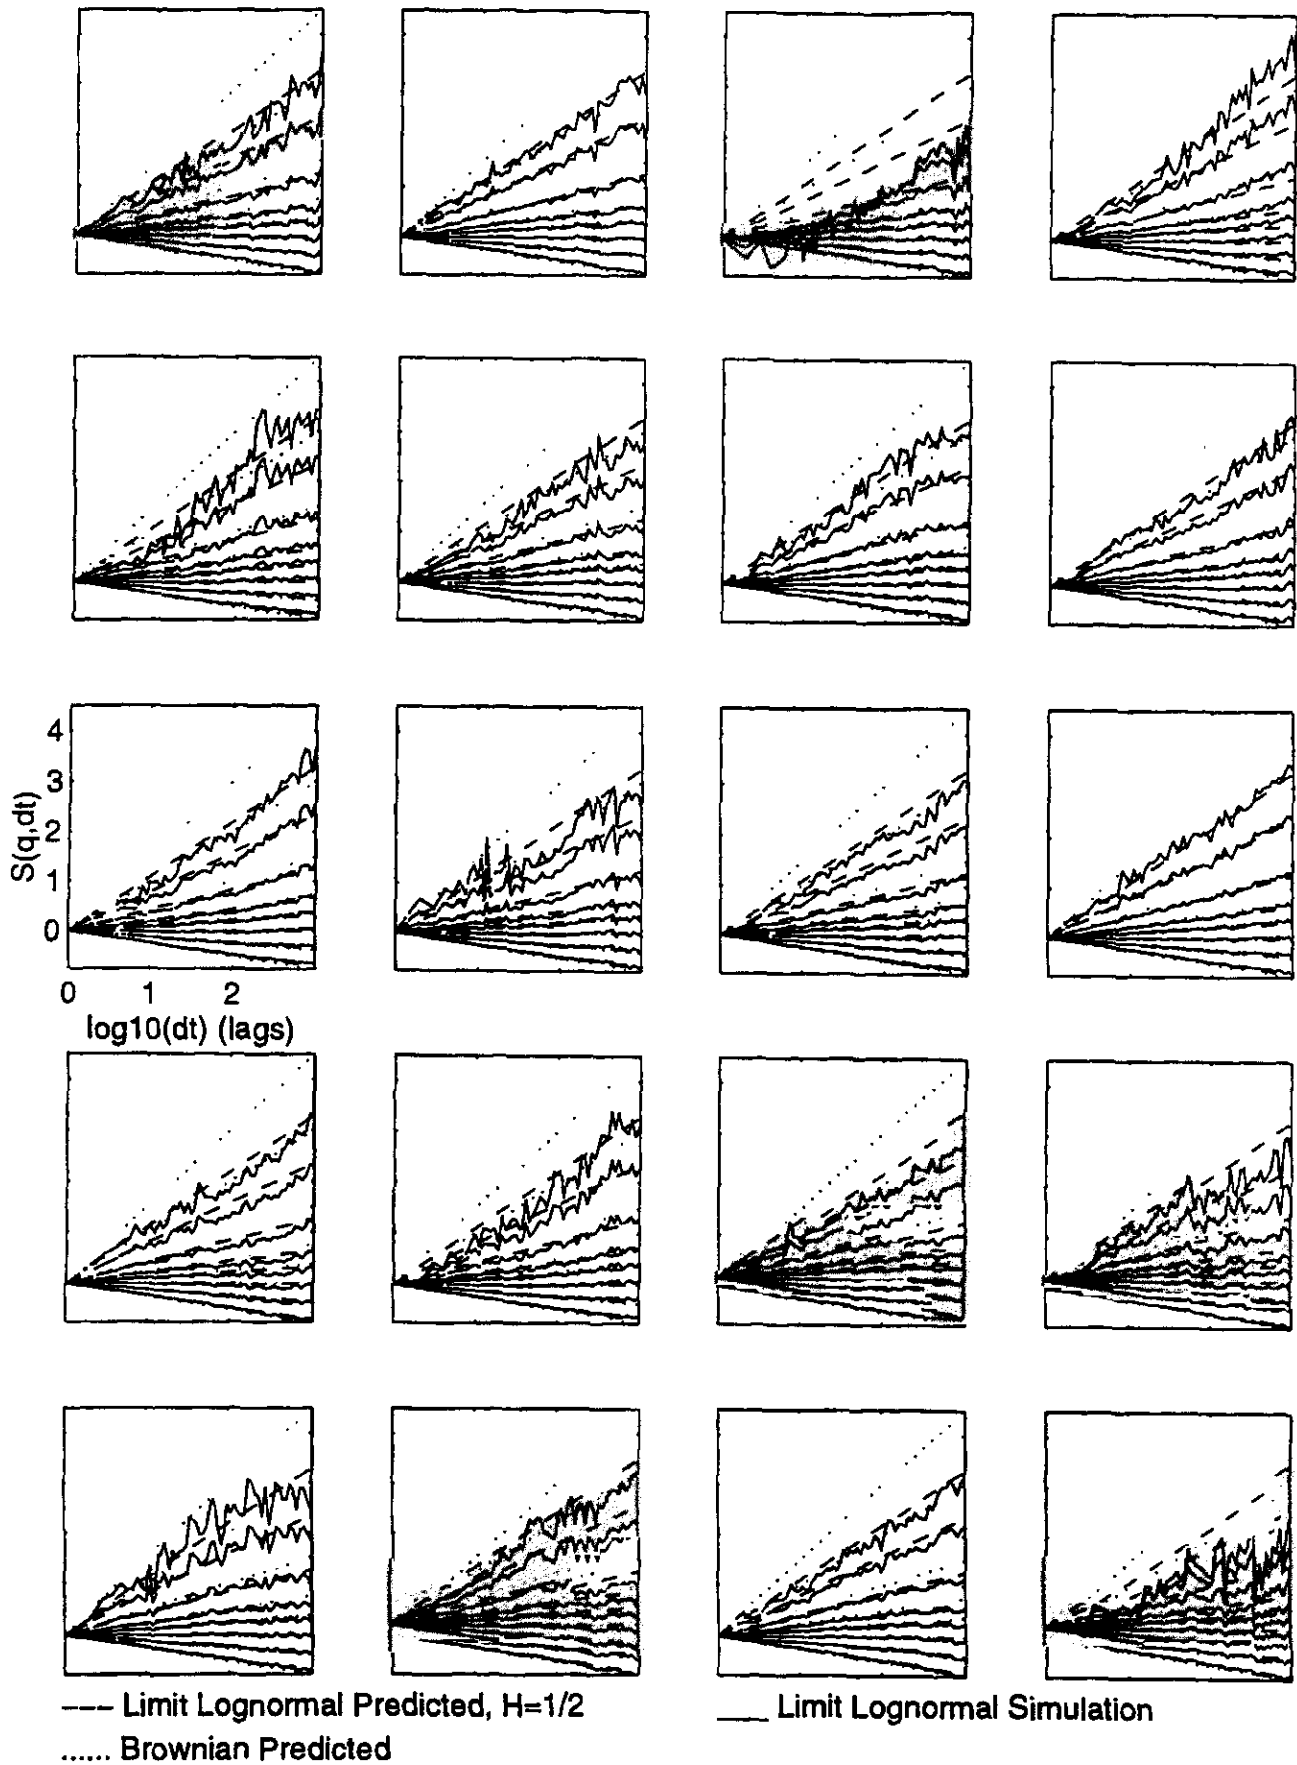 4
3
2
1
0
S(q,dt)
0 1 2
log10(dt) (lags)
--- Limit Lognormal Predicted, H=1/2
___ Limit Lognormal Simulation
...... Brownian Predicted